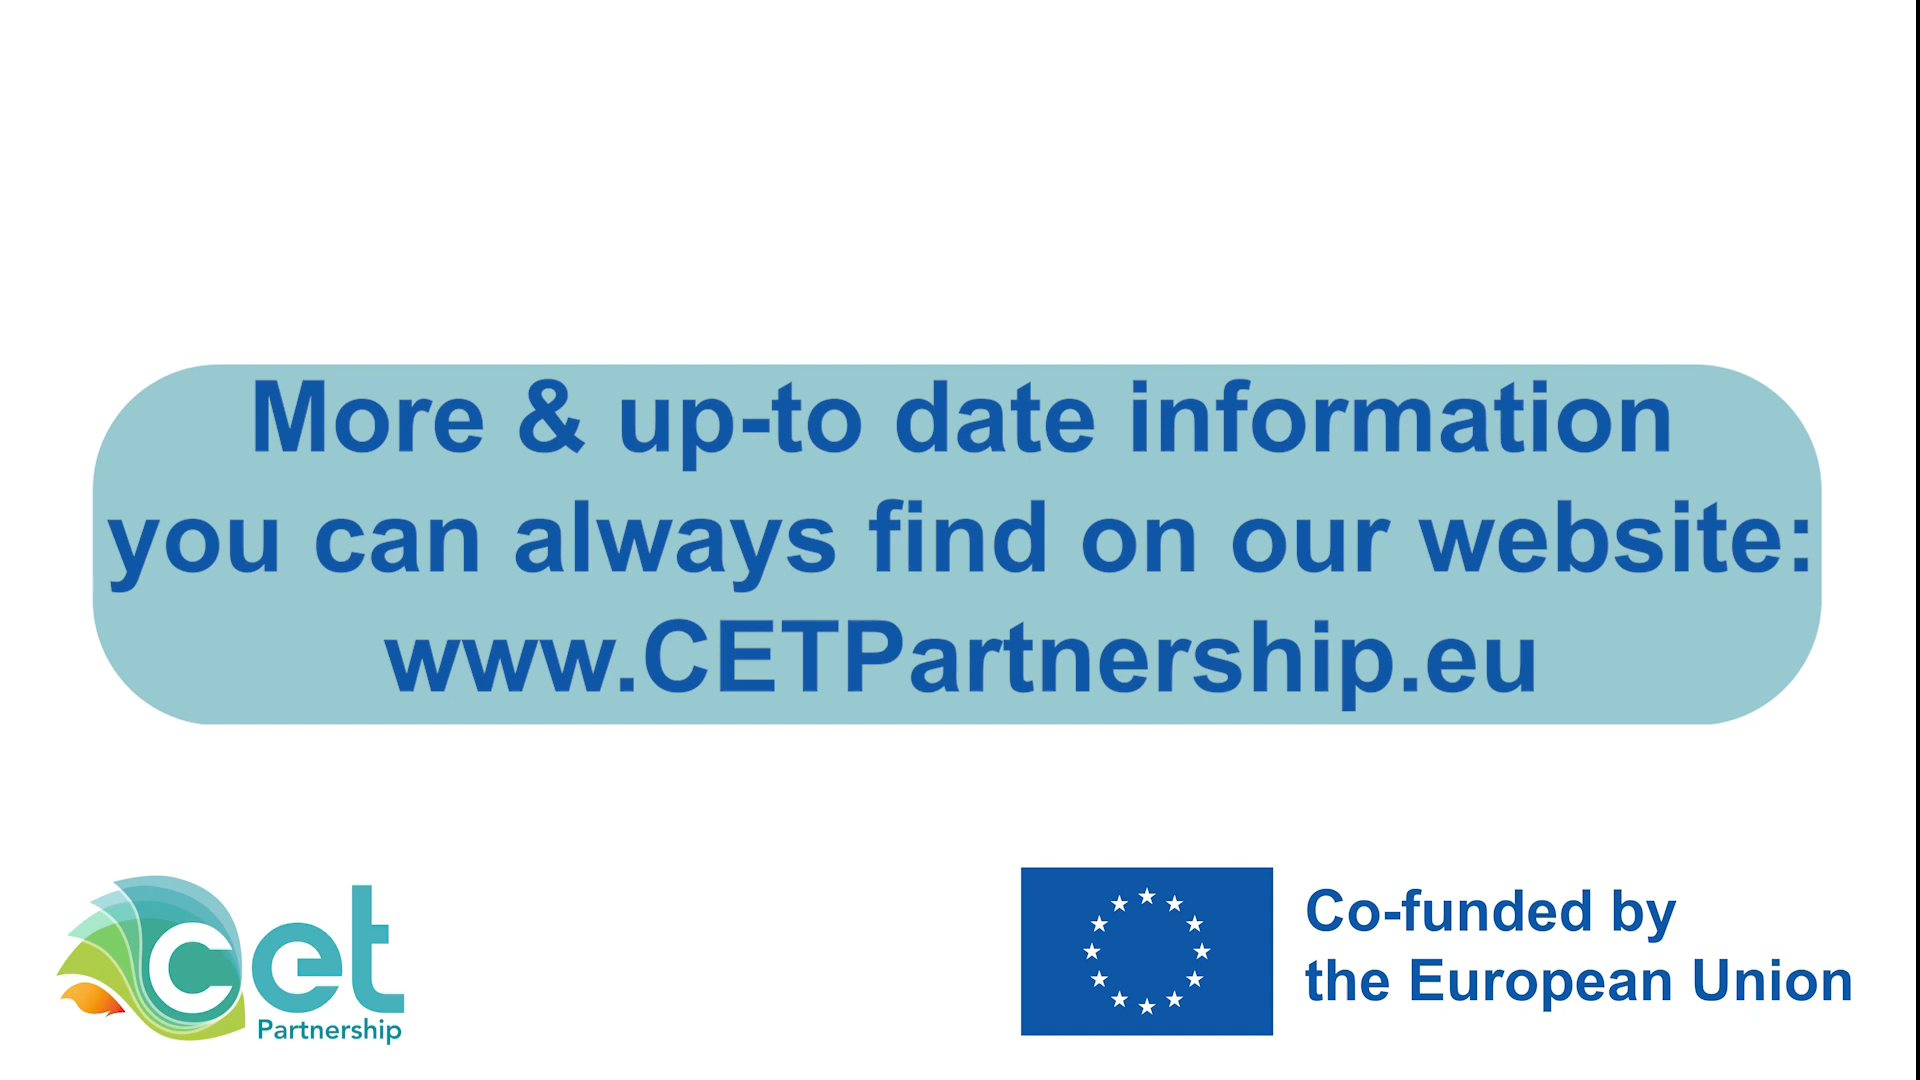 More & up-to date information
you can always find on our website:
www.CETPartnership.eu
cet
Partnership
Co-funded by
the European Union